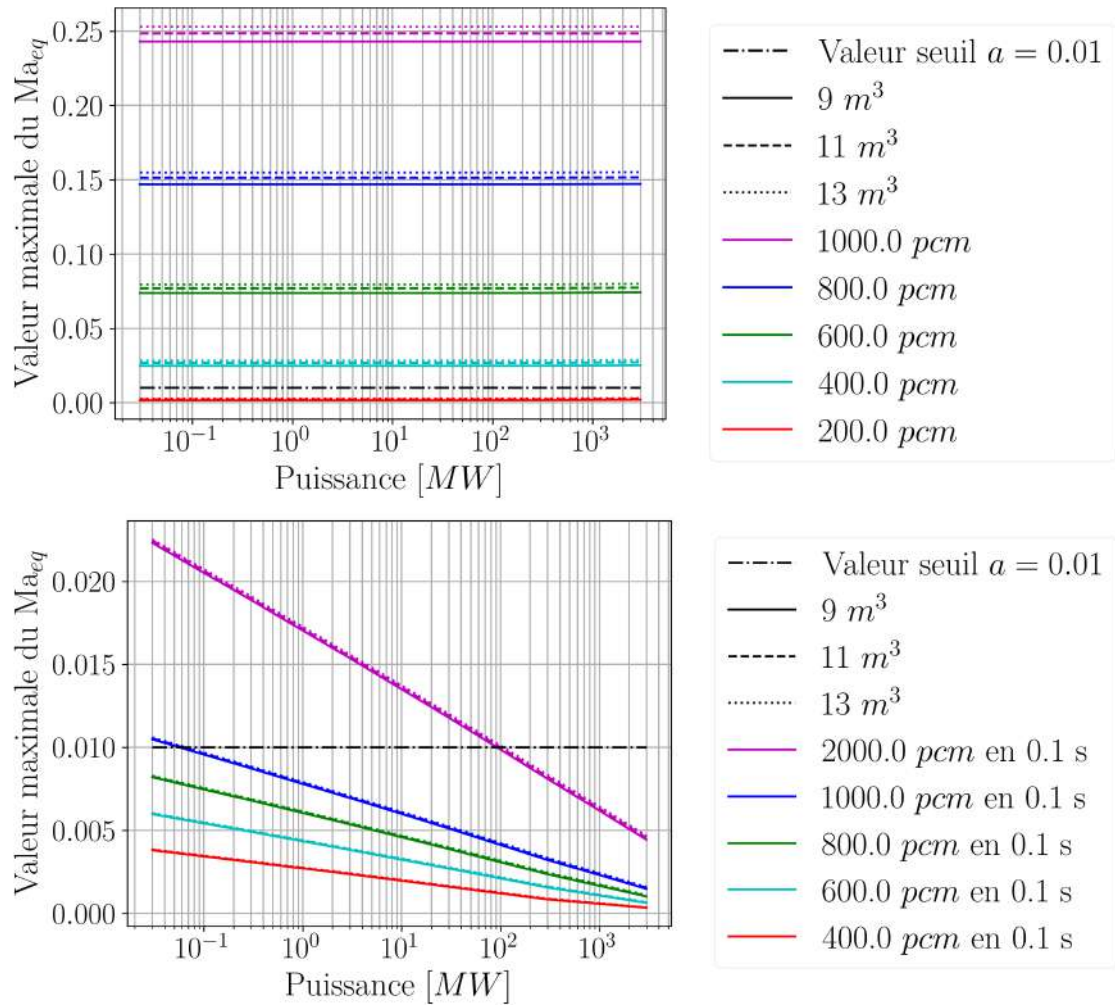 Valeur maximale du Ma_{eq}
0.25
0.20
0.15
0.10
0.05
0.00
10^{-1}
10^{0}
10^{1}
10^{2}
10^{3}
Puissance [MW]
Valeur seuil a = 0.01
9 m^3
11 m^3
13 m^3
1000.0 pcm
800.0 pcm
600.0 pcm
400.0 pcm
200.0 pcm
Valeur maximale du Ma_{eq}
0.020
0.015
0.010
0.005
0.000
10^{-1}
10^{0}
10^{1}
10^{2}
10^{3}
Puissance [MW]
Valeur seuil a = 0.01
9 m^3
11 m^3
13 m^3
2000.0 pcm en 0.1 s
1000.0 pcm en 0.1 s
800.0 pcm en 0.1 s
600.0 pcm en 0.1 s
400.0 pcm en 0.1 s